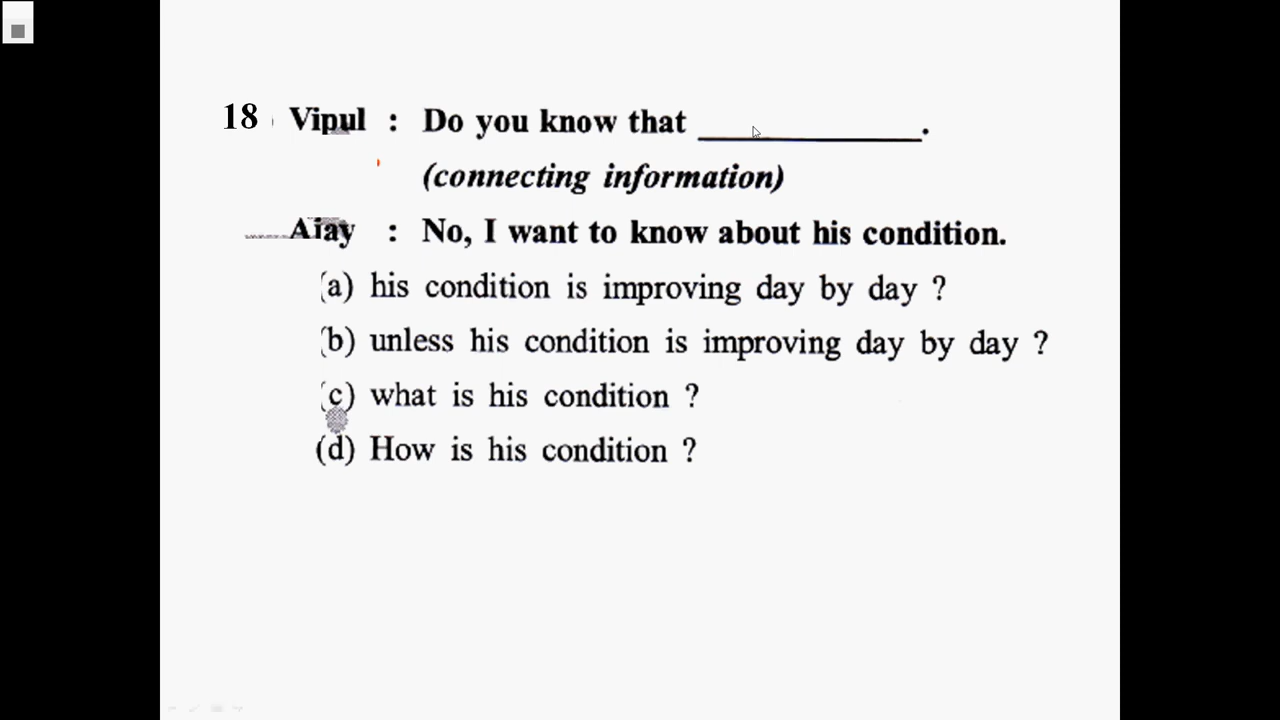 18 Vipul : Do you know that ____________.
(connecting information)
Ajay : No, I want to know about his condition.
(a) his condition is improving day by day ?
(b) unless his condition is improving day by day ?
(c) what is his condition ?
(d) How is his condition ?